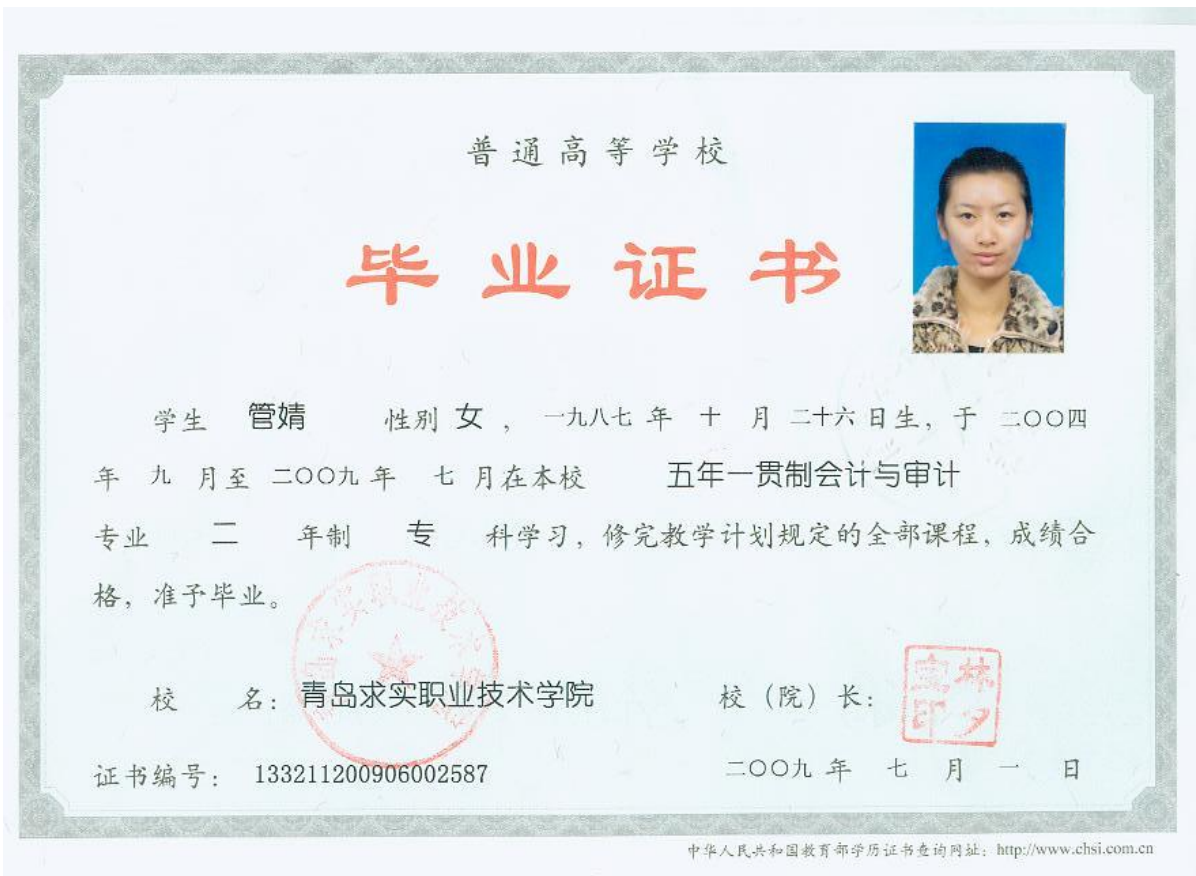 普通高等学校
毕业证书
学生 管婧 性别 女 ， 一九八七 年 十 月 二十六 日生，于 二〇〇四
年 九 月至 二〇〇九 年 七 月在本校 五年一贯制会计与审计
专业 二 年制 专 科学习，修完教学计划规定的全部课程，成绩合
格，准予毕业。
校 名：青岛求实职业技术学院 校（院）长：
证书编号： 133211200906002587 二〇〇九 年 七 月 一 日
中华人民共和国教育部学历证书查询网址：http://www.chsi.com.cn